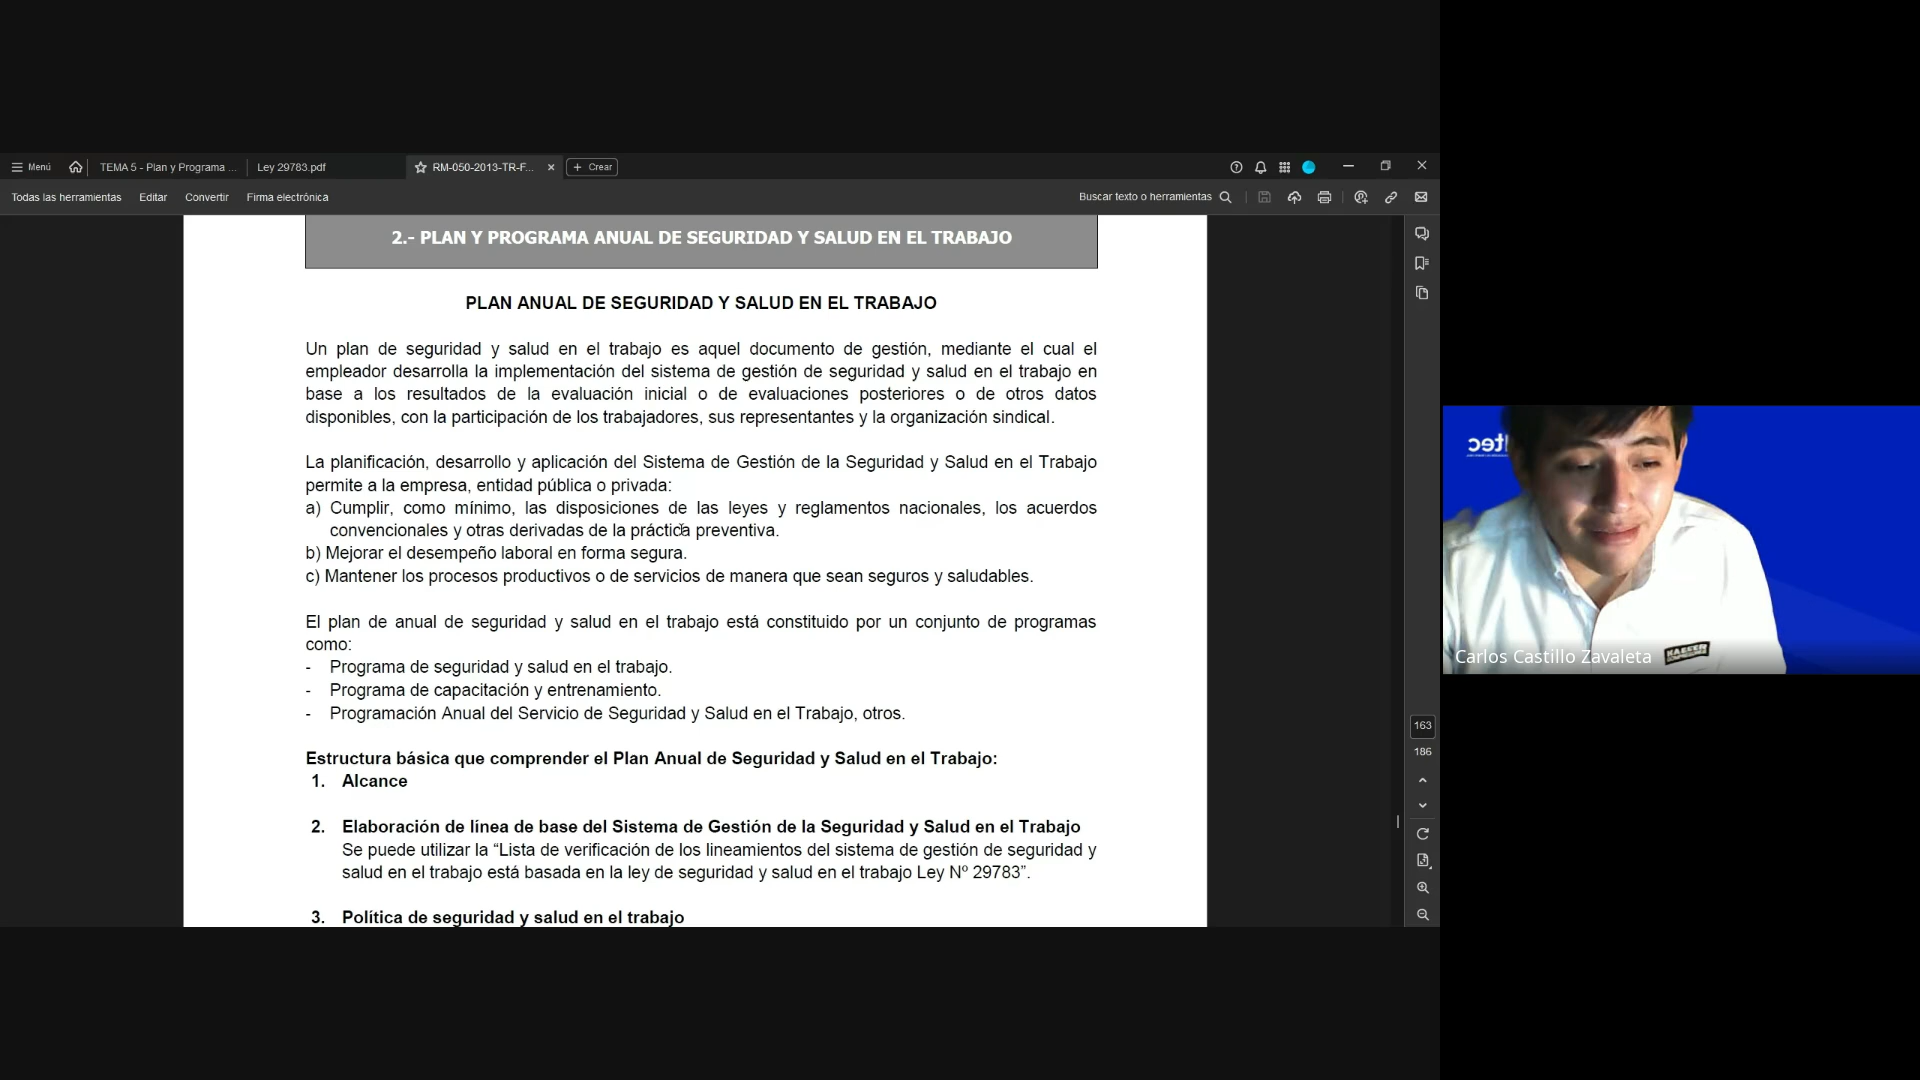 Menú
TEMA 5 - Plan y Programa ...
Ley 29783.pdf
RM-050-2013-TR-F...
Crear
Todas las herramientas
Editar
Convertir
Firma electrónica
Buscar texto o herramientas
2.- PLAN Y PROGRAMA ANUAL DE SEGURIDAD Y SALUD EN EL TRABAJO
PLAN ANUAL DE SEGURIDAD Y SALUD EN EL TRABAJO
Un plan de seguridad y salud en el trabajo es aquel documento de gestión, mediante el cual el
empleador desarrolla la implementación del sistema de gestión de seguridad y salud en el trabajo en
base a los resultados de la evaluación inicial o de evaluaciones posteriores o de otros datos
disponibles, con la participación de los trabajadores, sus representantes y la organización sindical.
La planificación, desarrollo y aplicación del Sistema de Gestión de la Seguridad y Salud en el Trabajo
permite a la empresa, entidad pública o privada:
a) Cumplir, como mínimo, las disposiciones de las leyes y reglamentos nacionales, los acuerdos
convencionales y otras derivadas de la práctica preventiva.
b) Mejorar el desempeño laboral en forma segura.
c) Mantener los procesos productivos o de servicios de manera que sean seguros y saludables.
El plan de anual de seguridad y salud en el trabajo está constituido por un conjunto de programas
como:
- Programa de seguridad y salud en el trabajo.
- Programa de capacitación y entrenamiento.
- Programación Anual del Servicio de Seguridad y Salud en el Trabajo, otros.
Estructura básica que comprender el Plan Anual de Seguridad y Salud en el Trabajo:
1. Alcance
2. Elaboración de línea de base del Sistema de Gestión de la Seguridad y Salud en el Trabajo
Se puede utilizar la “Lista de verificación de los lineamientos del sistema de gestión de seguridad y
salud en el trabajo está basada en la ley de seguridad y salud en el trabajo Ley Nº 29783”.
3. Política de seguridad y salud en el trabajo
163
186
Carlos Castillo Zavaleta
KAESER